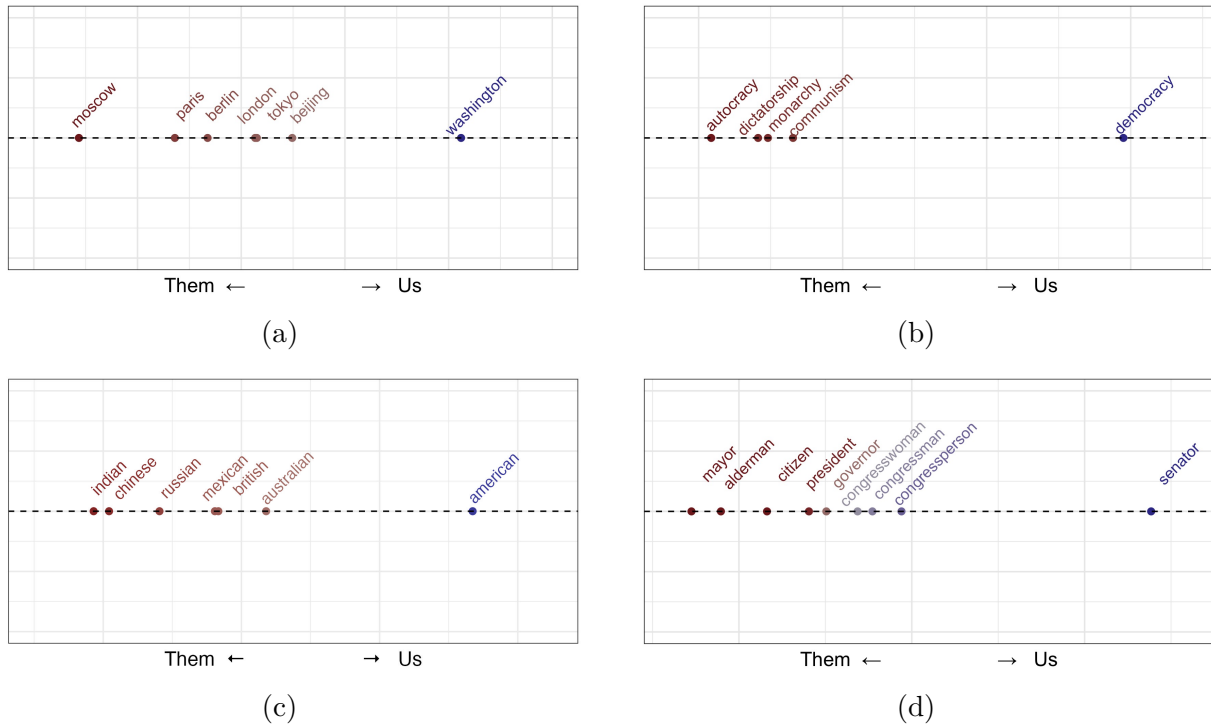 moscow
paris
berlin
london
tokyo
beijing
washington
Them ← → Us
(a)
autocracy
dictatorship
monarchy
communism
democracy
Them ← → Us
(b)
indian
chinese
russian
mexican
british
australian
american
Them ← → Us
(c)
mayor
alderman
citizen
president
governor
congresswoman
congressman
congressperson
senator
Them ← → Us
(d)